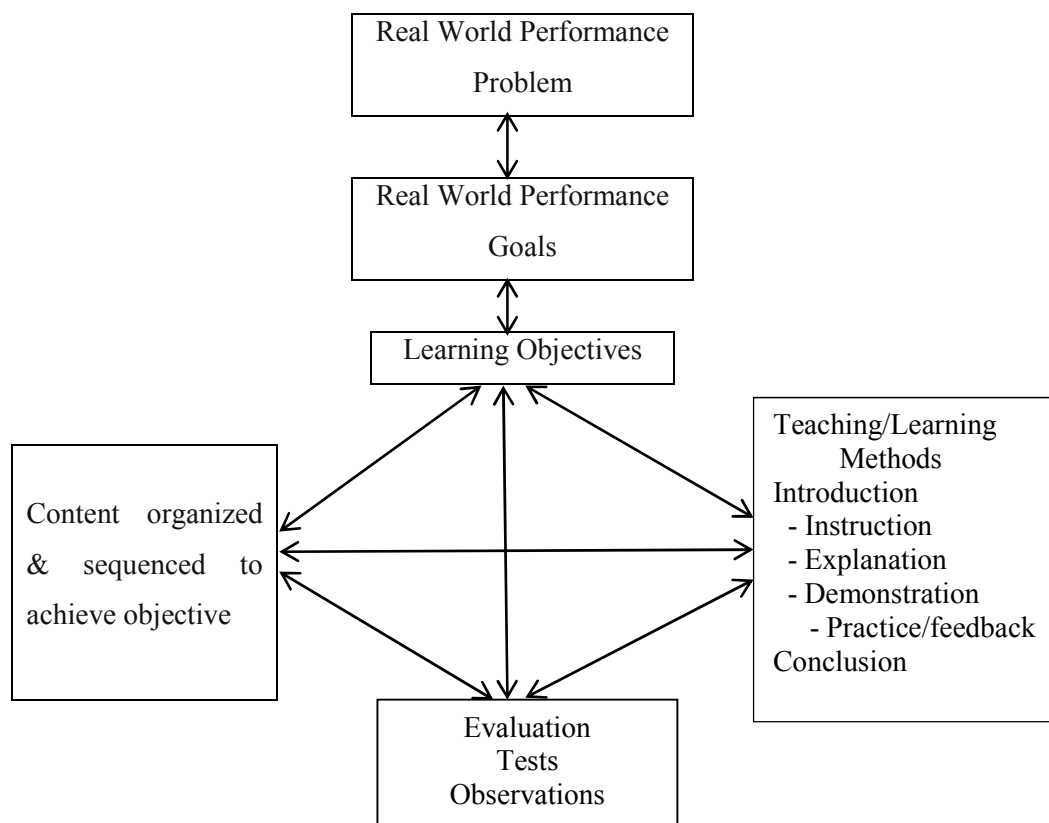 Real World Performance
Problem
Real World Performance
Goals
Learning Objectives
Content organized
& sequenced to
achieve objective
Teaching/Learning
Methods
Introduction
- Instruction
- Explanation
- Demonstration
- Practice/feedback
Conclusion
Evaluation
Tests
Observations